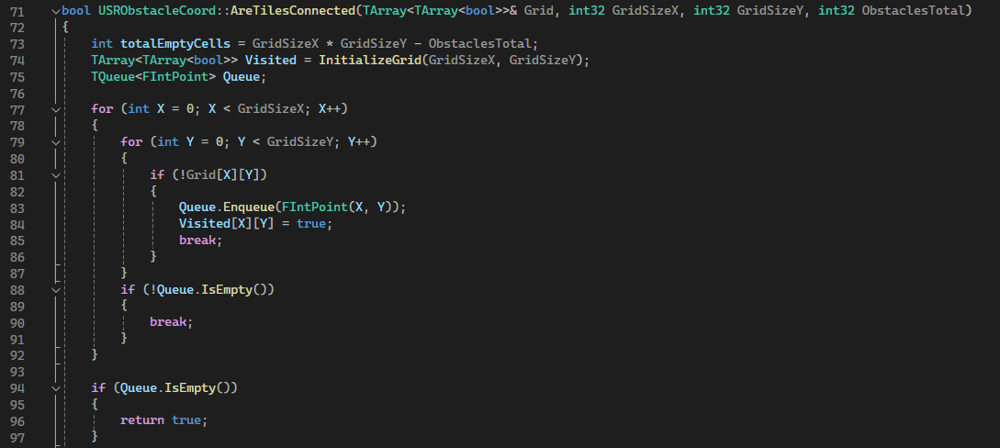 71 bool USRObstacleCoord::AreTilesConnected(TArray<TArray<bool>>& Grid, int32 GridSizeX, int32 GridSizeY, int32 ObstaclesTotal)
72 {
73     int totalEmptyCells = GridSizeX * GridSizeY - ObstaclesTotal;
74     TArray<TArray<bool>> Visited = InitializeGrid(GridSizeX, GridSizeY);
75     TQueue<FIntPoint> Queue;
76
77     for (int X = 0; X < GridSizeX; X++)
78     {
79         for (int Y = 0; Y < GridSizeY; Y++)
80         {
81             if (!Grid[X][Y])
82             {
83                 Queue.Enqueue(FIntPoint(X, Y));
84                 Visited[X][Y] = true;
85                 break;
86             }
87         }
88         if (!Queue.IsEmpty())
89         {
90             break;
91         }
92     }
93
94     if (Queue.IsEmpty())
95     {
96         return true;
97     }